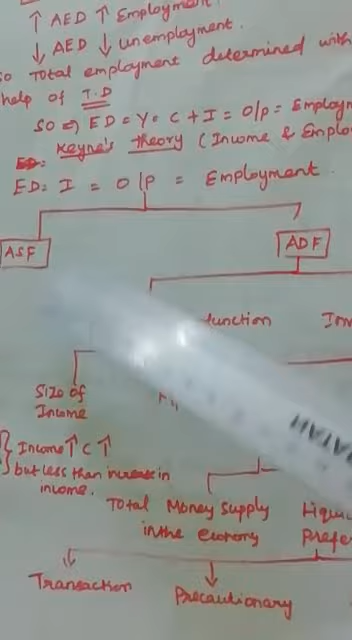 ↑ AED ↑ Employment
↓ AED ↓ unemployment.
so Total employment determined with
help of T.D
SO ⇒ ED = Y = C + I = O/P = Employm
Keyne's theory (Income & Emplo
ED = I = O/P = Employment.
ASF
ADF
function
Size of
Income
Income ↑ C ↑
but less than increase in
income.
Total Money Supply
in the economy
Transaction
Precautionary